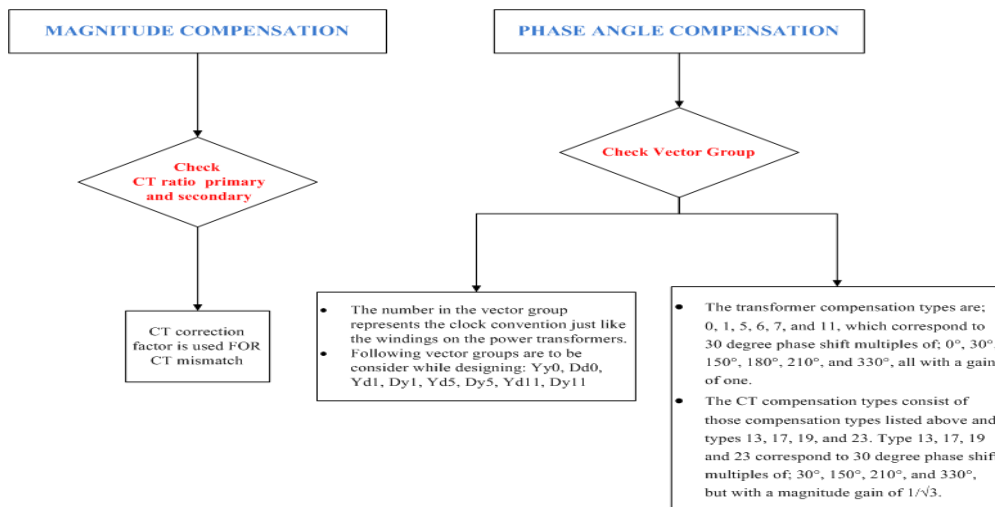 MAGNITUDE COMPENSATION
PHASE ANGLE COMPENSATION
Check
CT ratio primary
and secondary
Check Vector Group
CT correction
factor is used FOR
CT mismatch
• The number in the vector group
represents the clock convention just like
the windings on the power transformers.
• Following vector groups are to be
consider while designing: Yy0, Dd0,
Yd1, Dy1, Yd5, Dy5, Yd11, Dy11
• The transformer compensation types are;
0, 1, 5, 6, 7, and 11, which correspond to
30 degree phase shift multiples of; 0°, 30°
150°, 180°, 210°, and 330°, all with a gain
of one.
• The CT compensation types consist of
those compensation types listed above and
types 13, 17, 19, and 23. Type 13, 17, 19
and 23 correspond to 30 degree phase shift
multiples of; 30°, 150°, 210°, and 330°,
but with a magnitude gain of 1/√3.